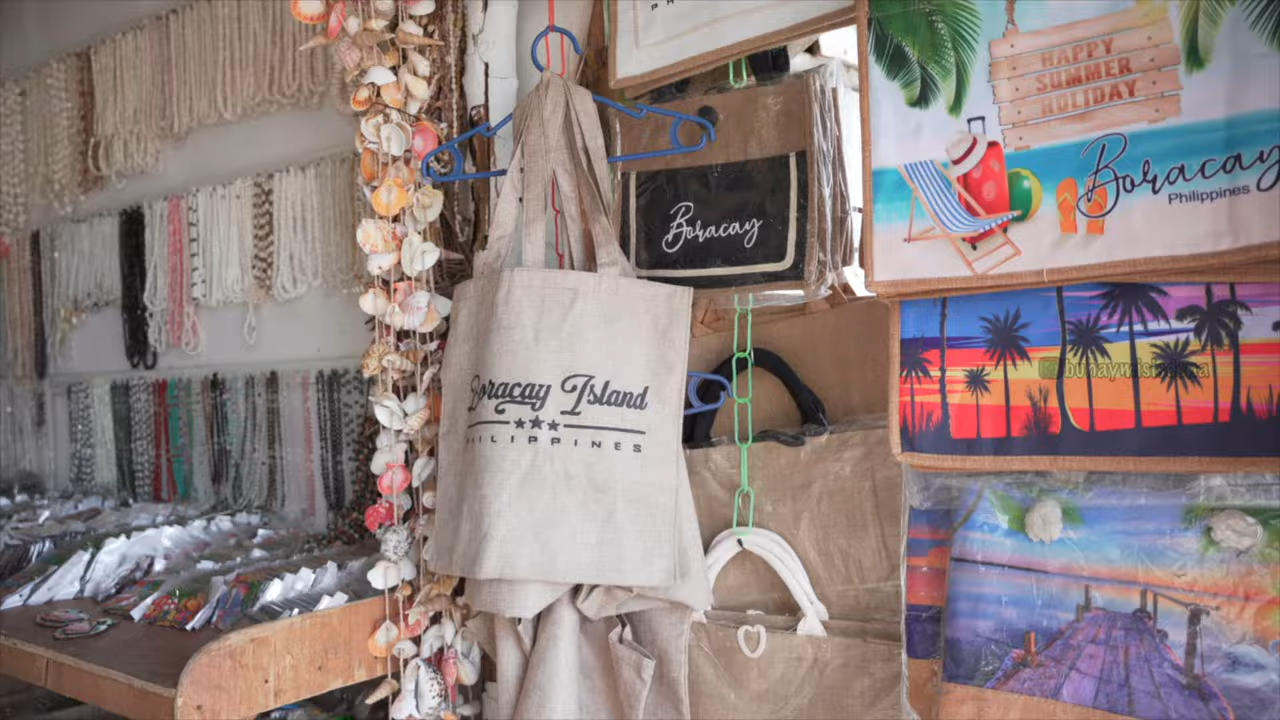 HAPPY
SUMMER
HOLIDAY
Boracay
Philippines
Boracay
Boracay Island
PHILIPPINES